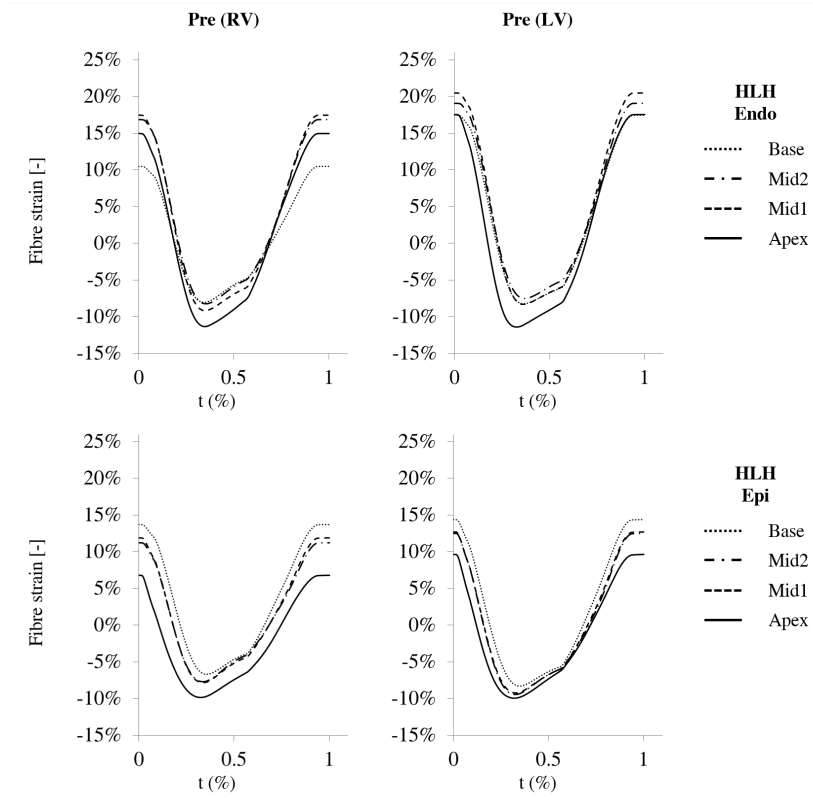 Pre (RV)
Pre (LV)
25%
20%
15%
10%
5%
0%
-5%
-10%
-15%
Fibre strain [-]
0
0.5
1
t (%)
25%
20%
15%
10%
5%
0%
-5%
-10%
-15%
0
0.5
1
t (%)
HLH
Endo
Base
Mid2
Mid1
Apex
25%
20%
15%
10%
5%
0%
-5%
-10%
-15%
Fibre strain [-]
0
0.5
1
t (%)
25%
20%
15%
10%
5%
0%
-5%
-10%
-15%
0
0.5
1
t (%)
HLH
Epi
Base
Mid2
Mid1
Apex